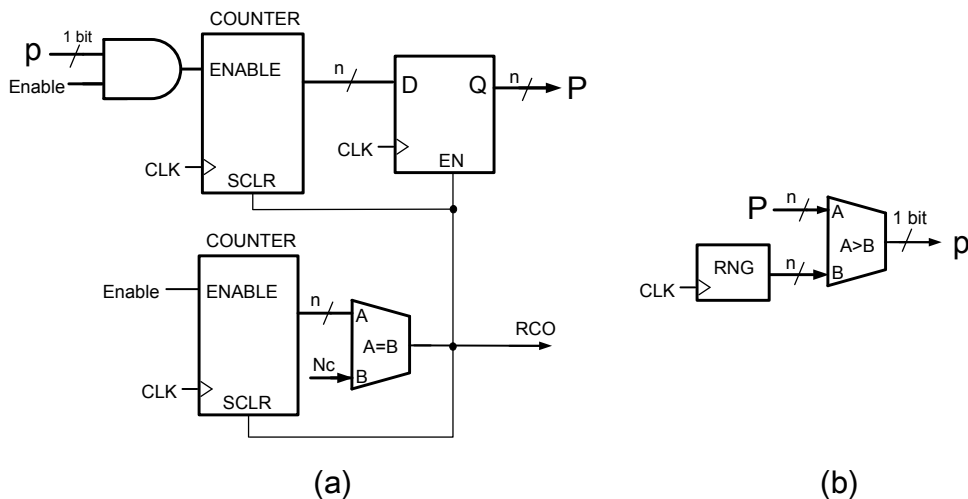 COUNTER
p
1 bit
Enable
ENABLE
CLK
SCLR
n
D
Q
CLK
EN
n
P
COUNTER
Enable
ENABLE
CLK
SCLR
n
A
A=B
Nc
B
RCO
(a)
P
n
A
A>B
B
RNG
CLK
n
1 bit
p
(b)